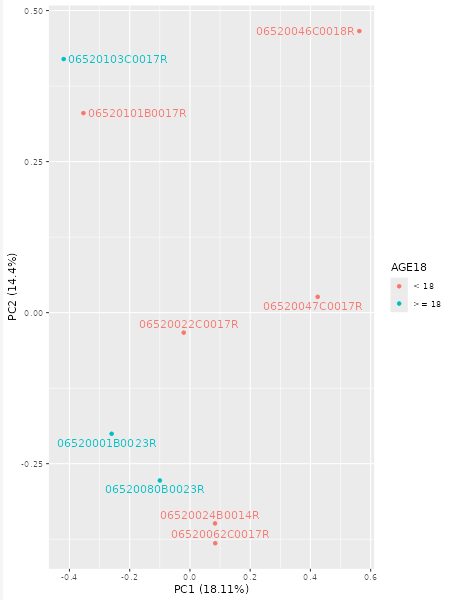 0.50
06520046C0018R
06520103C0017R
06520101B0017R
0.25
AGE18
< 18
>= 18
PC2 (14.4%)
06520047C0017R
0.00
06520022C0017R
06520001B0023R
-0.25
06520080B0023R
06520024B0014R
06520062C0017R
-0.4 -0.2 0.0 0.2 0.4 0.6
PC1 (18.11%)